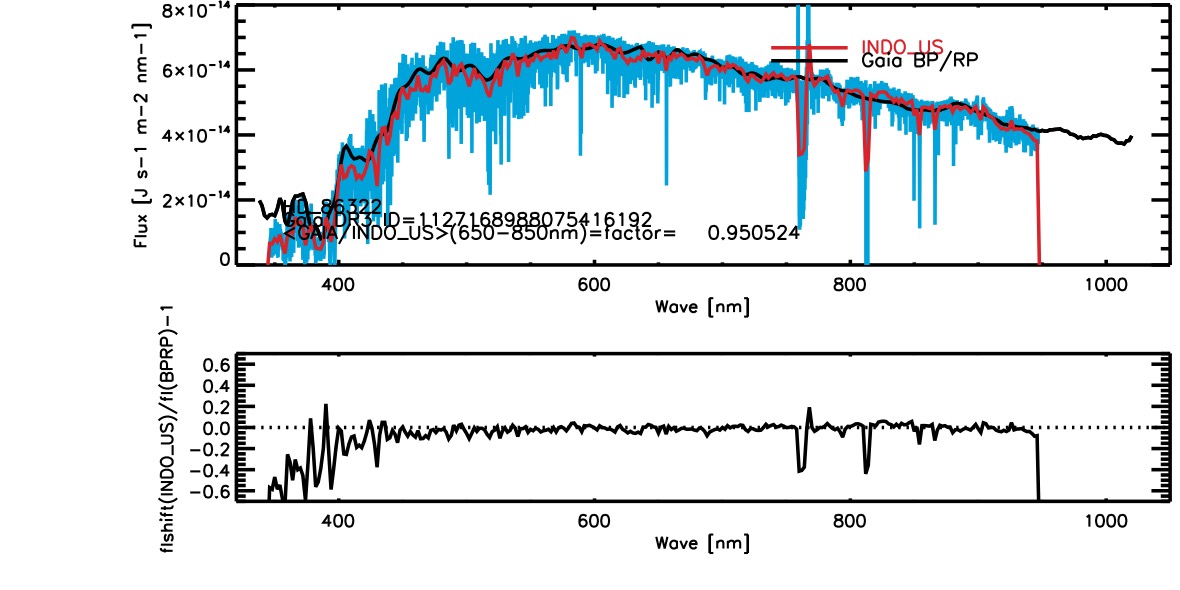 8×10⁻¹⁴
6×10⁻¹⁴
4×10⁻¹⁴
2×10⁻¹⁴
0
Flux [J s−1 m−2 nm−1]
INDO_US
Gaia BP/RP
HD_86322
Gaia DR3 ID=1127168988075416192
<GAIA/INDO_US>(650−850nm)=factor= 0.950524
400 600 800 1000
Wave [nm]
flshift(INDO_US)/fl(BPRP)−1
0.6
0.4
0.2
0.0
−0.2
−0.4
−0.6
400 600 800 1000
Wave [nm]